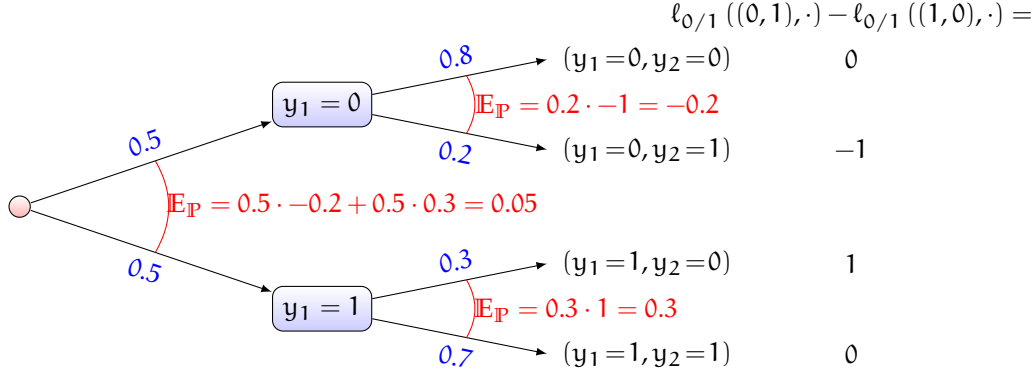 ℓ0/1 ((0, 1), ·) − ℓ0/1 ((1, 0), ·) =
0.8
(y1 = 0, y2 = 0) 0
y1 = 0
𝔼ℙ = 0.2 · −1 = −0.2
0.5
0.2
(y1 = 0, y2 = 1) −1
𝔼ℙ = 0.5 · −0.2 + 0.5 · 0.3 = 0.05
0.5
0.3
(y1 = 1, y2 = 0) 1
y1 = 1
𝔼ℙ = 0.3 · 1 = 0.3
0.7
(y1 = 1, y2 = 1) 0